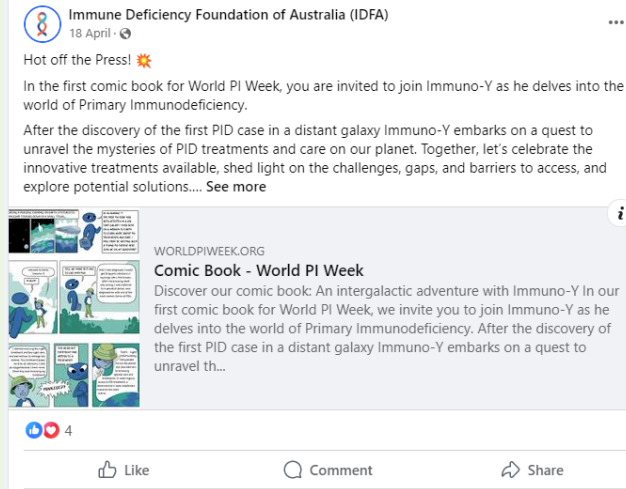 Immune Deficiency Foundation of Australia (IDFA)
18 April ·
Hot off the Press! 💥
In the first comic book for World PI Week, you are invited to join Immuno-Y as he delves into the
world of Primary Immunodeficiency.
After the discovery of the first PID case in a distant galaxy Immuno-Y embarks on a quest to
unravel the mysteries of PID treatments and care on our planet. Together, let's celebrate the
innovative treatments available, shed light on the challenges, gaps, and barriers to access, and
explore potential solutions.... See more
WORLDPIWEEK.ORG
Comic Book - World PI Week
Discover our comic book: An intergalactic adventure with Immuno-Y In our
first comic book for World PI Week, we invite you to join Immuno-Y as he
delves into the world of Primary Immunodeficiency. After the discovery of
the first PID case in a distant galaxy Immuno-Y embarks on a quest to
unravel th...
4
Like
Comment
Share